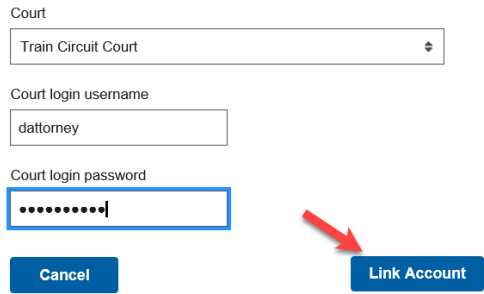 Court
Train Circuit Court
Court login username
dattorney
Court login password
●●●●●●●●●●
Cancel
Link Account